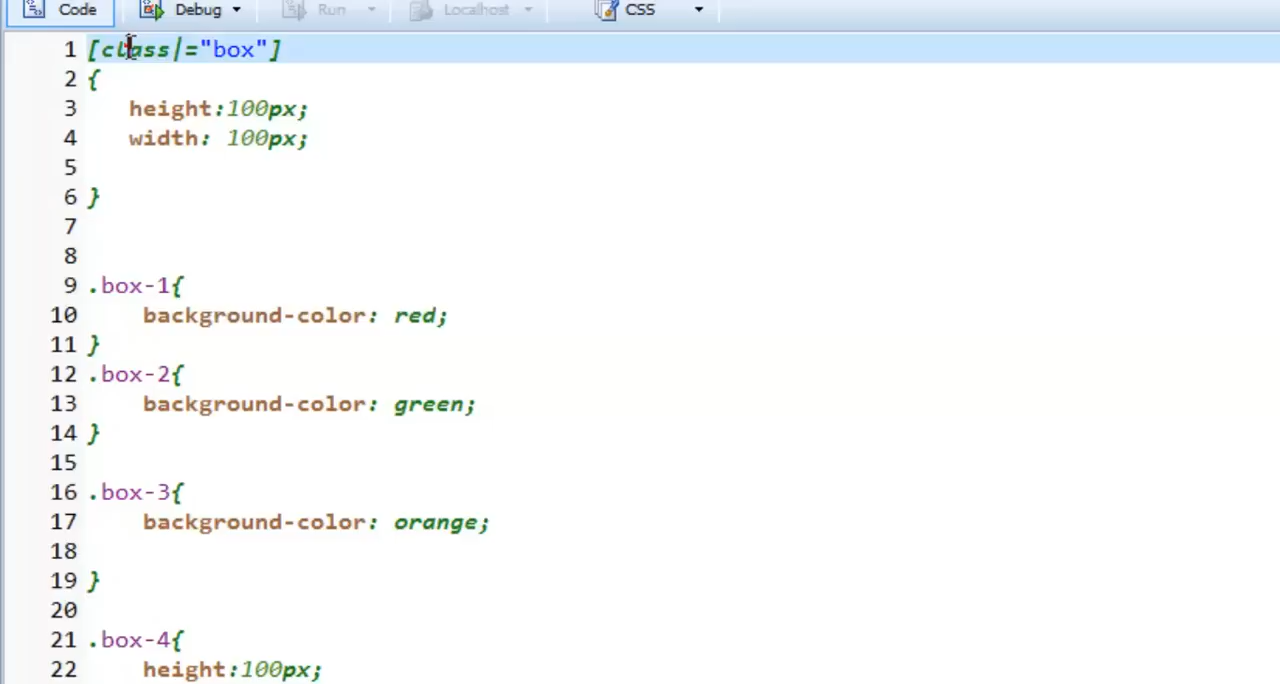 Code Debug Run Localhost CSS
1 [class|="box"]
2 {
3 height:100px;
4 width: 100px;
5
6 }
7
8
9 .box-1{
10 background-color: red;
11 }
12 .box-2{
13 background-color: green;
14 }
15
16 .box-3{
17 background-color: orange;
18
19 }
20
21 .box-4{
22 height:100px;